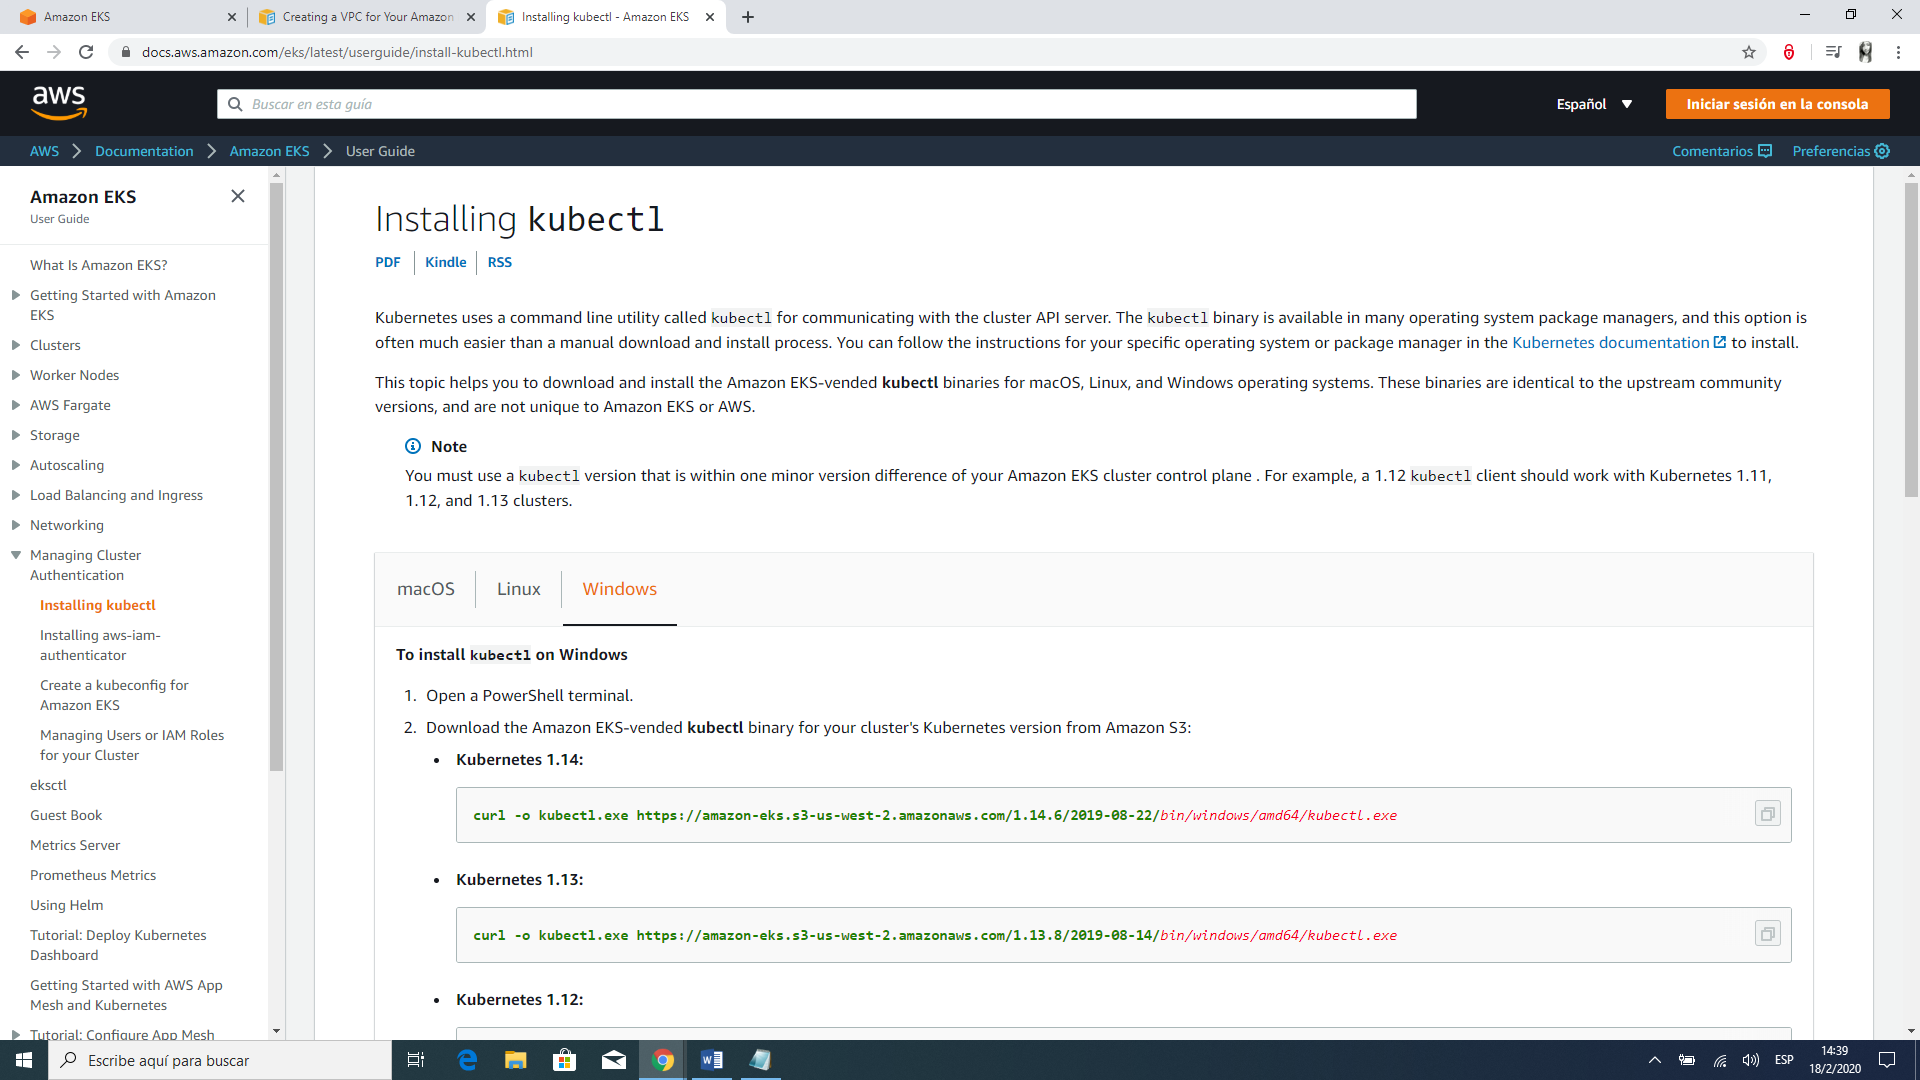 Amazon EKS
Creating a VPC for Your Amazon
Installing kubectl - Amazon EKS
docs.aws.amazon.com/eks/latest/userguide/install-kubectl.html
aws
Buscar en esta guía
Español
Iniciar sesión en la consola
AWS
Documentation
Amazon EKS
User Guide
Comentarios
Preferencias
Amazon EKS
User Guide
What Is Amazon EKS?
Getting Started with Amazon
EKS
Clusters
Worker Nodes
AWS Fargate
Storage
Autoscaling
Load Balancing and Ingress
Networking
Managing Cluster
Authentication
Installing kubectl
Installing aws-iam-
authenticator
Create a kubeconfig for
Amazon EKS
Managing Users or IAM Roles
for your Cluster
eksctl
Guest Book
Metrics Server
Prometheus Metrics
Using Helm
Tutorial: Deploy Kubernetes
Dashboard
Getting Started with AWS App
Mesh and Kubernetes
Tutorial: Configure App Mesh
Installing kubectl
PDF
Kindle
RSS
Kubernetes uses a command line utility called kubectl for communicating with the cluster API server. The kubectl binary is available in many operating system package managers, and this option is
often much easier than a manual download and install process. You can follow the instructions for your specific operating system or package manager in the Kubernetes documentation to install.
This topic helps you to download and install the Amazon EKS-vended kubectl binaries for macOS, Linux, and Windows operating systems. These binaries are identical to the upstream community
versions, and are not unique to Amazon EKS or AWS.
Note
You must use a kubectl version that is within one minor version difference of your Amazon EKS cluster control plane . For example, a 1.12 kubectl client should work with Kubernetes 1.11,
1.12, and 1.13 clusters.
macOS
Linux
Windows
To install kubectl on Windows
1. Open a PowerShell terminal.
2. Download the Amazon EKS-vended kubectl binary for your cluster's Kubernetes version from Amazon S3:
• Kubernetes 1.14:
curl -o kubectl.exe https://amazon-eks.s3-us-west-2.amazonaws.com/1.14.6/2019-08-22/bin/windows/amd64/kubectl.exe
• Kubernetes 1.13:
curl -o kubectl.exe https://amazon-eks.s3-us-west-2.amazonaws.com/1.13.8/2019-08-14/bin/windows/amd64/kubectl.exe
• Kubernetes 1.12:
Escribe aquí para buscar
ESP
14:39
18/2/2020